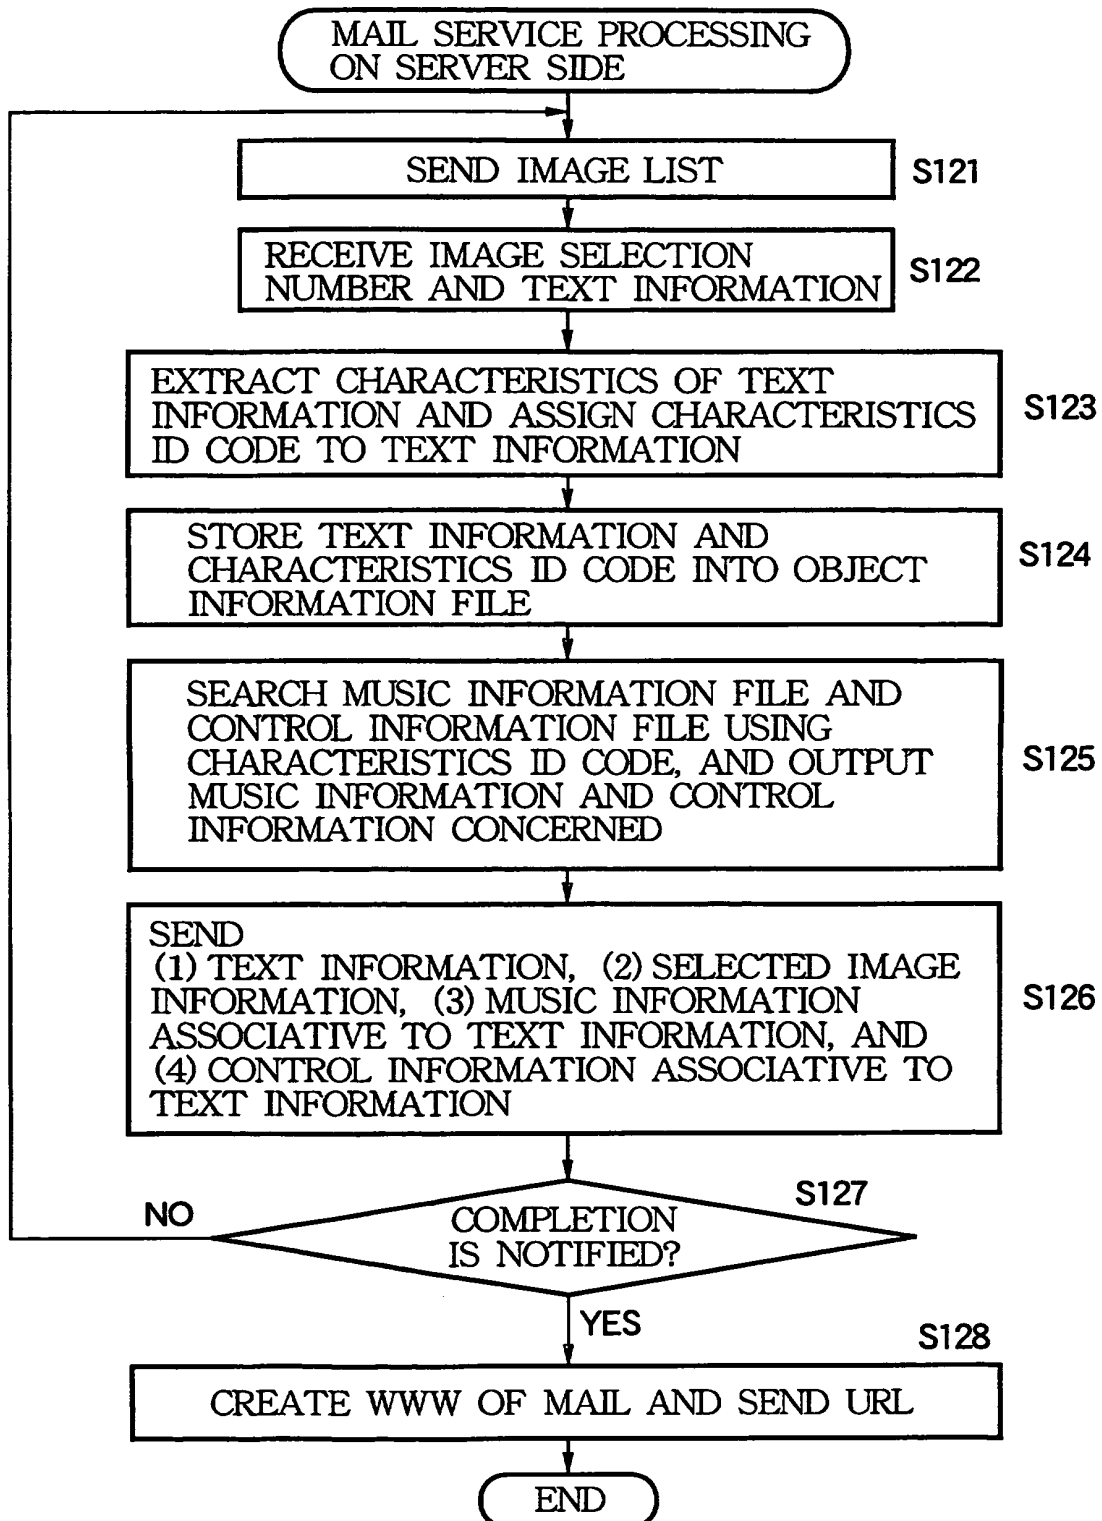 MAIL SERVICE PROCESSING
ON SERVER SIDE
SEND IMAGE LIST
S121
RECEIVE IMAGE SELECTION
NUMBER AND TEXT INFORMATION
S122
EXTRACT CHARACTERISTICS OF TEXT
INFORMATION AND ASSIGN CHARACTERISTICS
ID CODE TO TEXT INFORMATION
S123
STORE TEXT INFORMATION AND
CHARACTERISTICS ID CODE INTO OBJECT
INFORMATION FILE
S124
SEARCH MUSIC INFORMATION FILE AND
CONTROL INFORMATION FILE USING
CHARACTERISTICS ID CODE, AND OUTPUT
MUSIC INFORMATION AND CONTROL
INFORMATION CONCERNED
S125
SEND
(1) TEXT INFORMATION, (2) SELECTED IMAGE
INFORMATION, (3) MUSIC INFORMATION
ASSOCIATIVE TO TEXT INFORMATION, AND
(4) CONTROL INFORMATION ASSOCIATIVE TO
TEXT INFORMATION
S126
S127
NO
COMPLETION
IS NOTIFIED?
YES
S128
CREATE WWW OF MAIL AND SEND URL
END